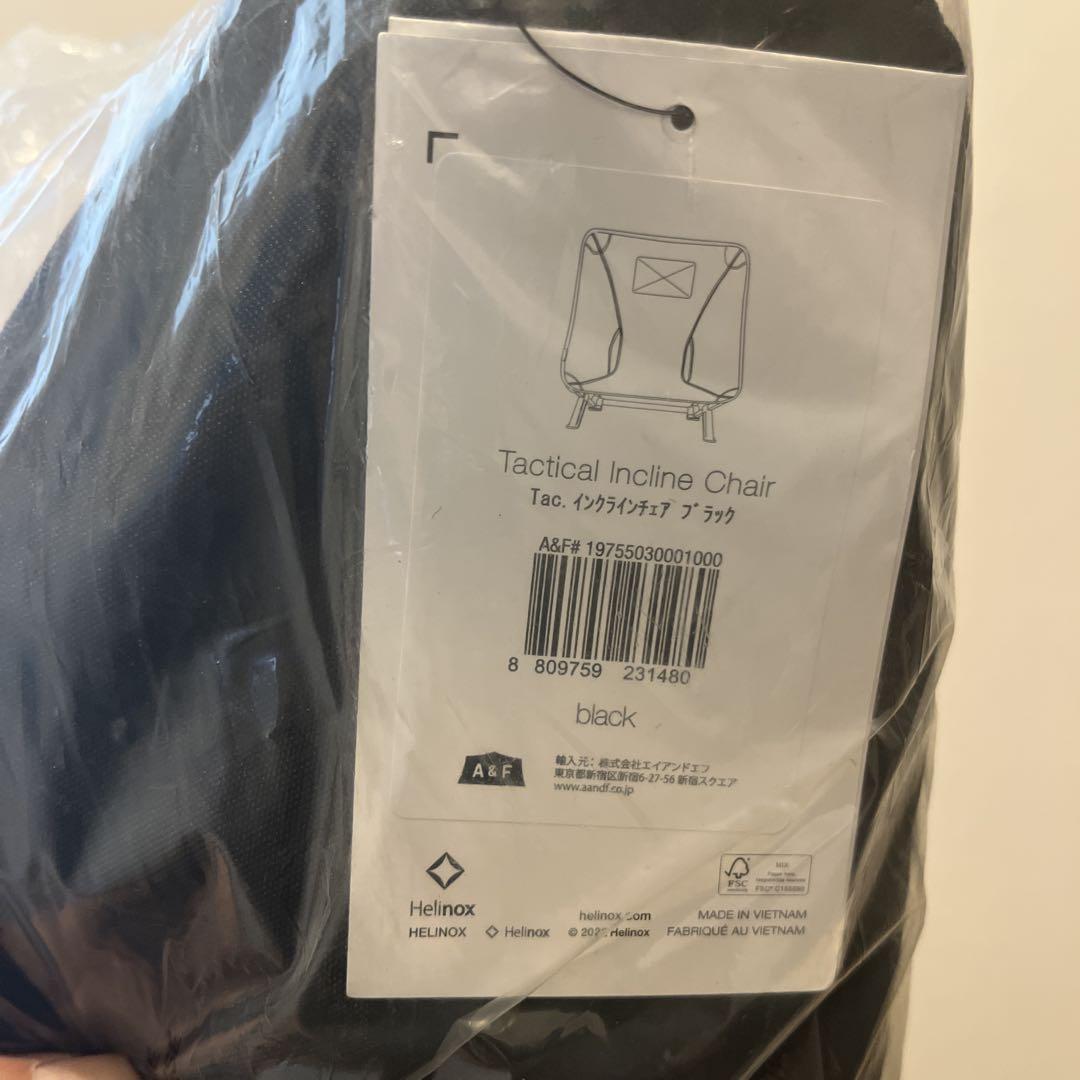 Tactical Incline Chair
Tac. インクラインチェア ブラック
A&F# 19755030001000
8 809759 231480
black
A&F
輸入元: 株式会社エイアンドエフ
東京都新宿区新宿6-27-56 新宿スクエア
www.aandf.co.jp
Helinox
FSC
MIX
helinox.com
MADE IN VIETNAM
HELINOX
Helinox
Helinox
FABRIQUÉ AU VIETNAM